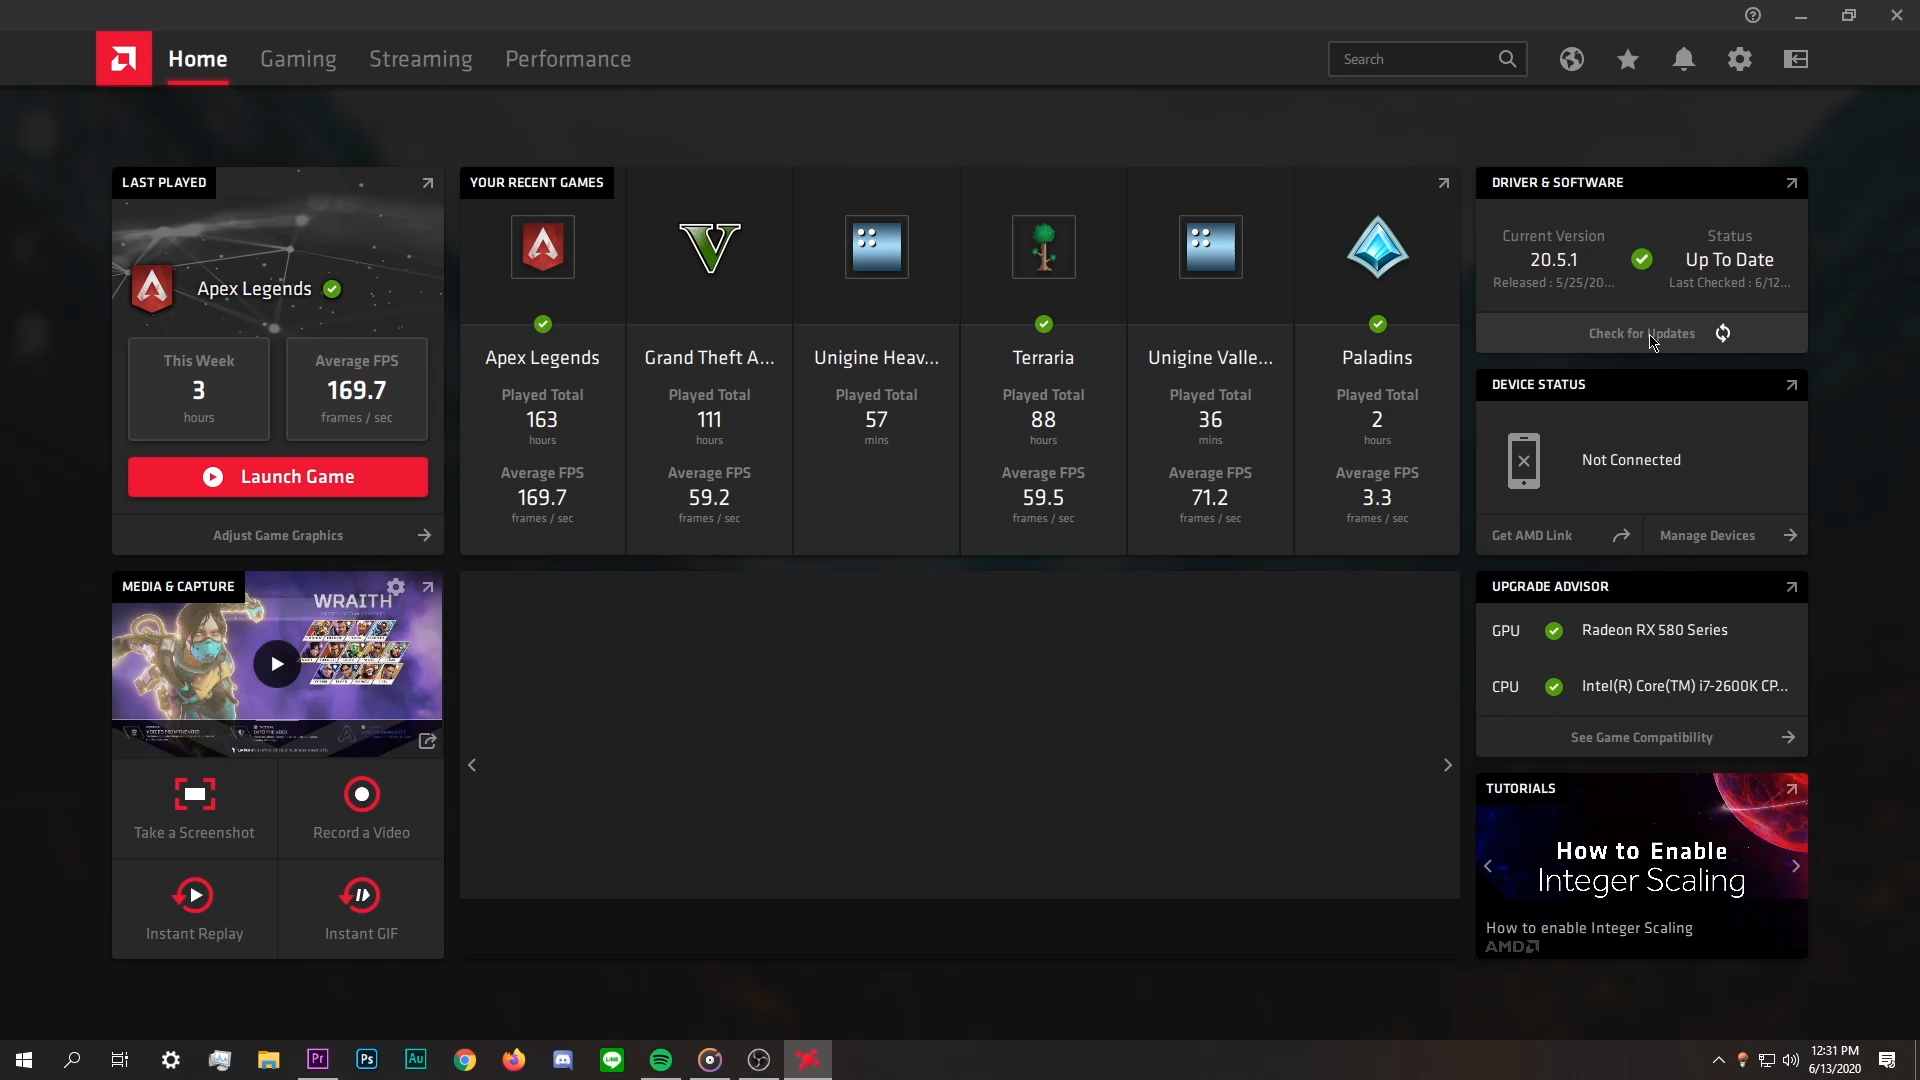 Home
Gaming
Streaming
Performance
Search
LAST PLAYED
Apex Legends
This Week
3
hours
Average FPS
169.7
frames / sec
Launch Game
Adjust Game Graphics
YOUR RECENT GAMES
Apex Legends
Played Total
163
hours
Average FPS
169.7
frames / sec
Grand Theft A...
Played Total
111
hours
Average FPS
59.2
frames / sec
Unigine Heav...
Played Total
57
mins
Terraria
Played Total
88
hours
Average FPS
59.5
frames / sec
Unigine Valle...
Played Total
36
mins
Average FPS
71.2
frames / sec
Paladins
Played Total
2
hours
Average FPS
3.3
frames / sec
DRIVER & SOFTWARE
Current Version
20.5.1
Released : 5/25/20...
Status
Up To Date
Last Checked : 6/12...
Check for Updates
DEVICE STATUS
Not Connected
Get AMD Link
Manage Devices
MEDIA & CAPTURE
WRAITH
Take a Screenshot
Record a Video
Instant Replay
Instant GIF
UPGRADE ADVISOR
GPU
Radeon RX 580 Series
CPU
Intel(R) Core(TM) i7-2600K CP...
See Game Compatibility
TUTORIALS
How to Enable
Integer Scaling
How to enable Integer Scaling
AMD
Pr
Ps
Au
LINE
12:31 PM
6/13/2020